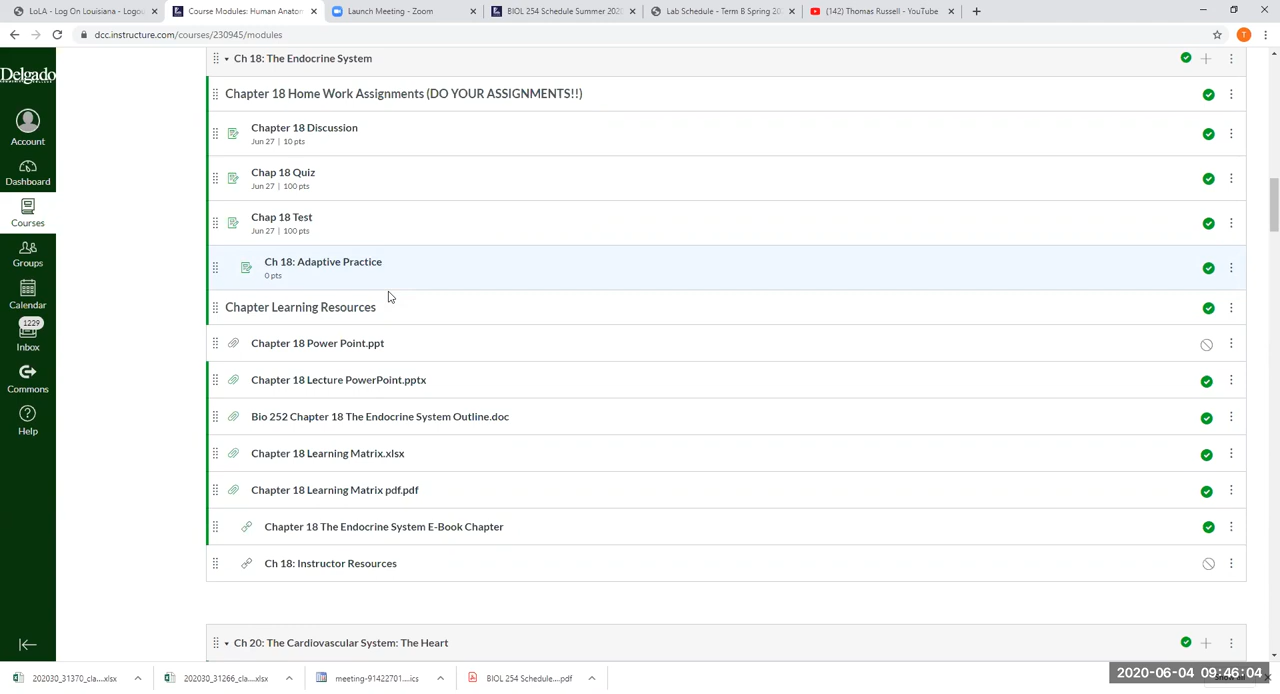 LoLA - Log On Louisiana - Logou
Course Modules: Human Anatom
Launch Meeting - Zoom
BIOL 254 Schedule Summer 202
Lab Schedule - Term B Spring 20
(142) Thomas Russell - YouTube
dcc.instructure.com/courses/230945/modules
T
Delgado
Account
Dashboard
Courses
Groups
Calendar
1229
Inbox
Commons
Help
Ch 18: The Endocrine System
Chapter 18 Home Work Assignments (DO YOUR ASSIGNMENTS!!)
Chapter 18 Discussion
Jun 27 | 10 pts
Chap 18 Quiz
Jun 27 | 100 pts
Chap 18 Test
Jun 27 | 100 pts
Ch 18: Adaptive Practice
0 pts
Chapter Learning Resources
Chapter 18 Power Point.ppt
Chapter 18 Lecture PowerPoint.pptx
Bio 252 Chapter 18 The Endocrine System Outline.doc
Chapter 18 Learning Matrix.xlsx
Chapter 18 Learning Matrix pdf.pdf
Chapter 18 The Endocrine System E-Book Chapter
Ch 18: Instructor Resources
Ch 20: The Cardiovascular System: The Heart
202030_31370_cla....xlsx
202030_31266_cla....xlsx
meeting-91422701....ics
BIOL 254 Schedule....pdf
2020-06-04 09:46:04